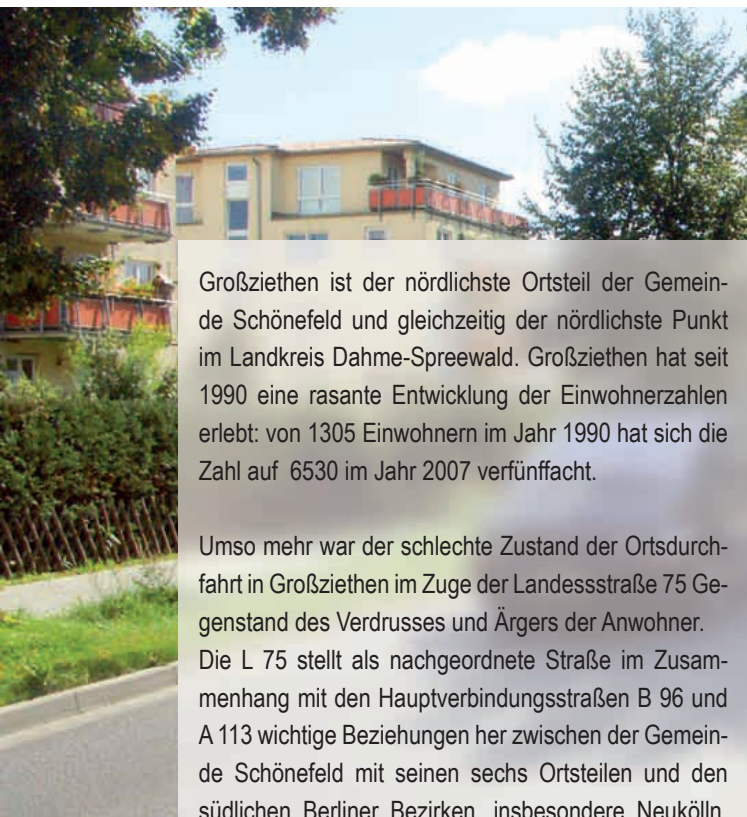 Großziethen ist der nördlichste Ortsteil der Gemein-
de Schönefeld und gleichzeitig der nördlichste Punkt
im Landkreis Dahme-Spreewald. Großziethen hat seit
1990 eine rasante Entwicklung der Einwohnerzahlen
erlebt: von 1305 Einwohnern im Jahr 1990 hat sich die
Zahl auf 6530 im Jahr 2007 verfünffacht.
Umso mehr war der schlechte Zustand der Ortsdurch-
fahrt in Großziethen im Zuge der Landessstraße 75 Ge-
genstand des Verdrusses und Ärgers der Anwohner.
Die L 75 stellt als nachgeordnete Straße im Zusam-
menhang mit den Hauptverbindungsstraßen B 96 und
A 113 wichtige Beziehungen her zwischen der Gemein-
de Schönefeld mit seinen sechs Ortsteilen und den
südlichen Berliner Bezirken, insbesondere Neukölln.